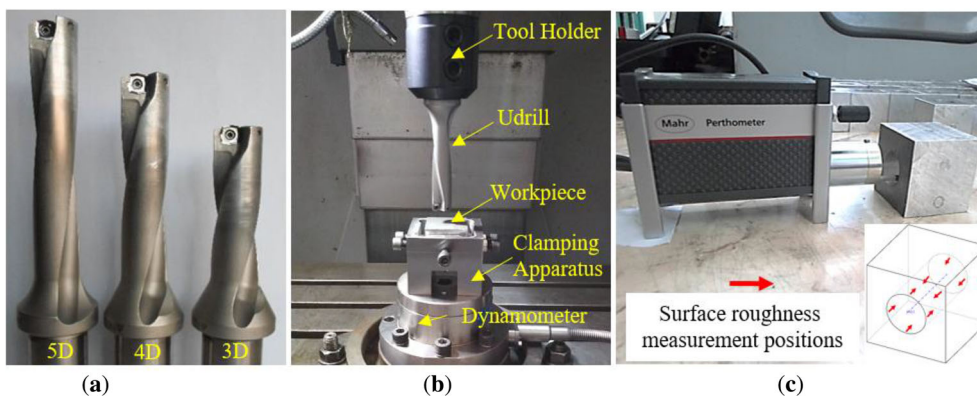 5D
4D
3D
Tool Holder
Udrill
Workpiece
Clamping
Apparatus
Dynamometer
Mahr Perthometer
Surface roughness
measurement positions
(a)
(b)
(c)